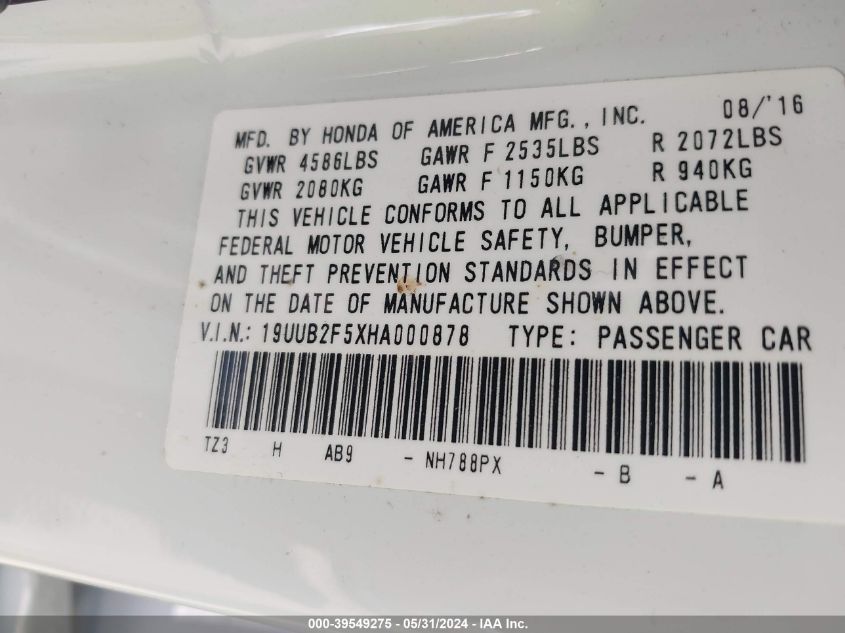 MFD. BY HONDA OF AMERICA MFG., INC. 08/'16
GVWR 4586LBS GAWR F 2535LBS R 2072LBS
GVWR 2080KG GAWR F 1150KG R 940KG
THIS VEHICLE CONFORMS TO ALL APPLICABLE
FEDERAL MOTOR VEHICLE SAFETY, BUMPER,
AND THEFT PREVENTION STANDARDS IN EFFECT
ON THE DATE OF MANUFACTURE SHOWN ABOVE.
V.I.N.: 19UUB2F5XHA000878 TYPE: PASSENGER CAR
TZ3 H AB9 - NH788PX - B - A
000-39549275 - 05/31/2024 - IAA Inc.